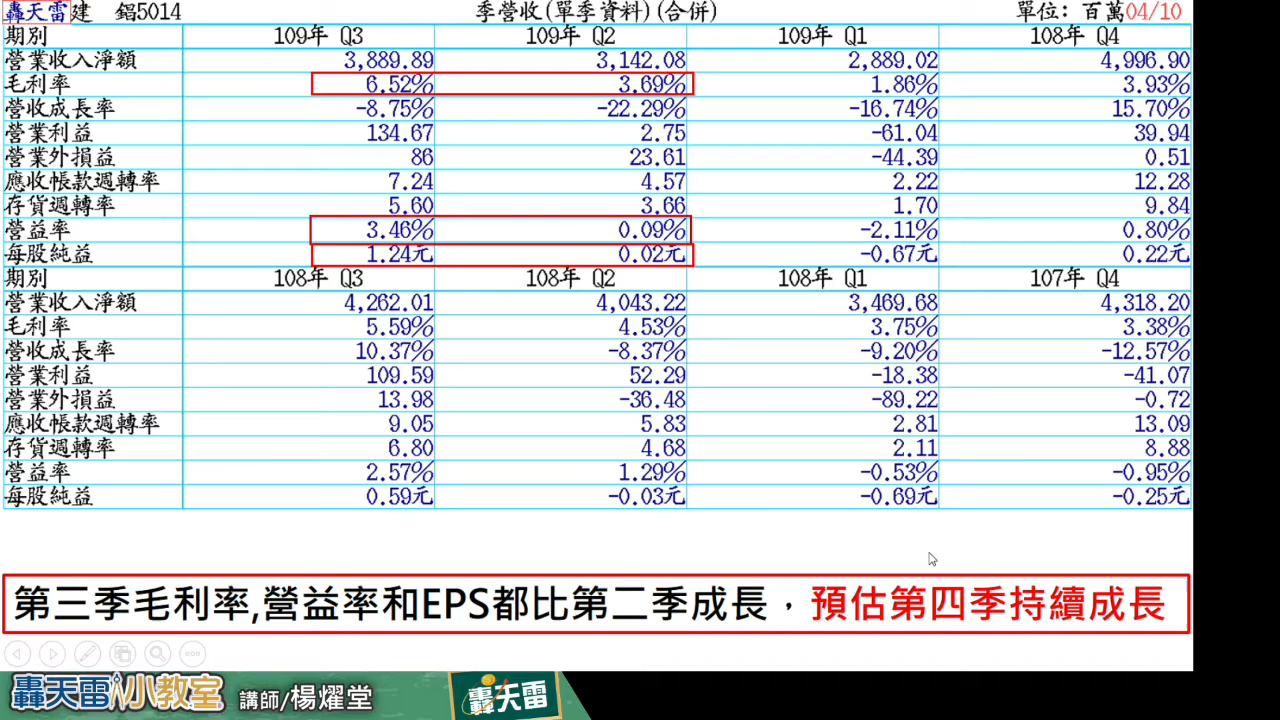 轟天雷建 錩5014 季營收(單季資料)(合併) 單位: 百萬04/10
期別 109年 Q3 109年 Q2 109年 Q1 108年 Q4
營業收入淨額 3,889.89 3,142.08 2,889.02 4,996.90
毛利率 6.52% 3.69% 1.86% 3.93%
營收成長率 -8.75% -22.29% -16.74% 15.70%
營業利益 134.67 2.75 -61.04 39.94
營業外損益 86 23.61 -44.39 0.51
應收帳款週轉率 7.24 4.57 2.22 12.28
存貨週轉率 5.60 3.66 1.70 9.84
營益率 3.46% 0.09% -2.11% 0.80%
每股純益 1.24元 0.02元 -0.67元 0.22元
期別 108年 Q3 108年 Q2 108年 Q1 107年 Q4
營業收入淨額 4,262.01 4,043.22 3,469.68 4,318.20
毛利率 5.59% 4.53% 3.75% 3.38%
營收成長率 10.37% -8.37% -9.20% -12.57%
營業利益 109.59 52.29 -18.38 -41.07
營業外損益 13.98 -36.48 -89.22 -0.72
應收帳款週轉率 9.05 5.83 2.81 13.09
存貨週轉率 6.80 4.68 2.11 8.88
營益率 2.57% 1.29% -0.53% -0.95%
每股純益 0.59元 -0.03元 -0.69元 -0.25元
第三季毛利率,營益率和EPS都比第二季成長，預估第四季持續成長
轟天雷小教室 講師/楊燿堂 轟天雷